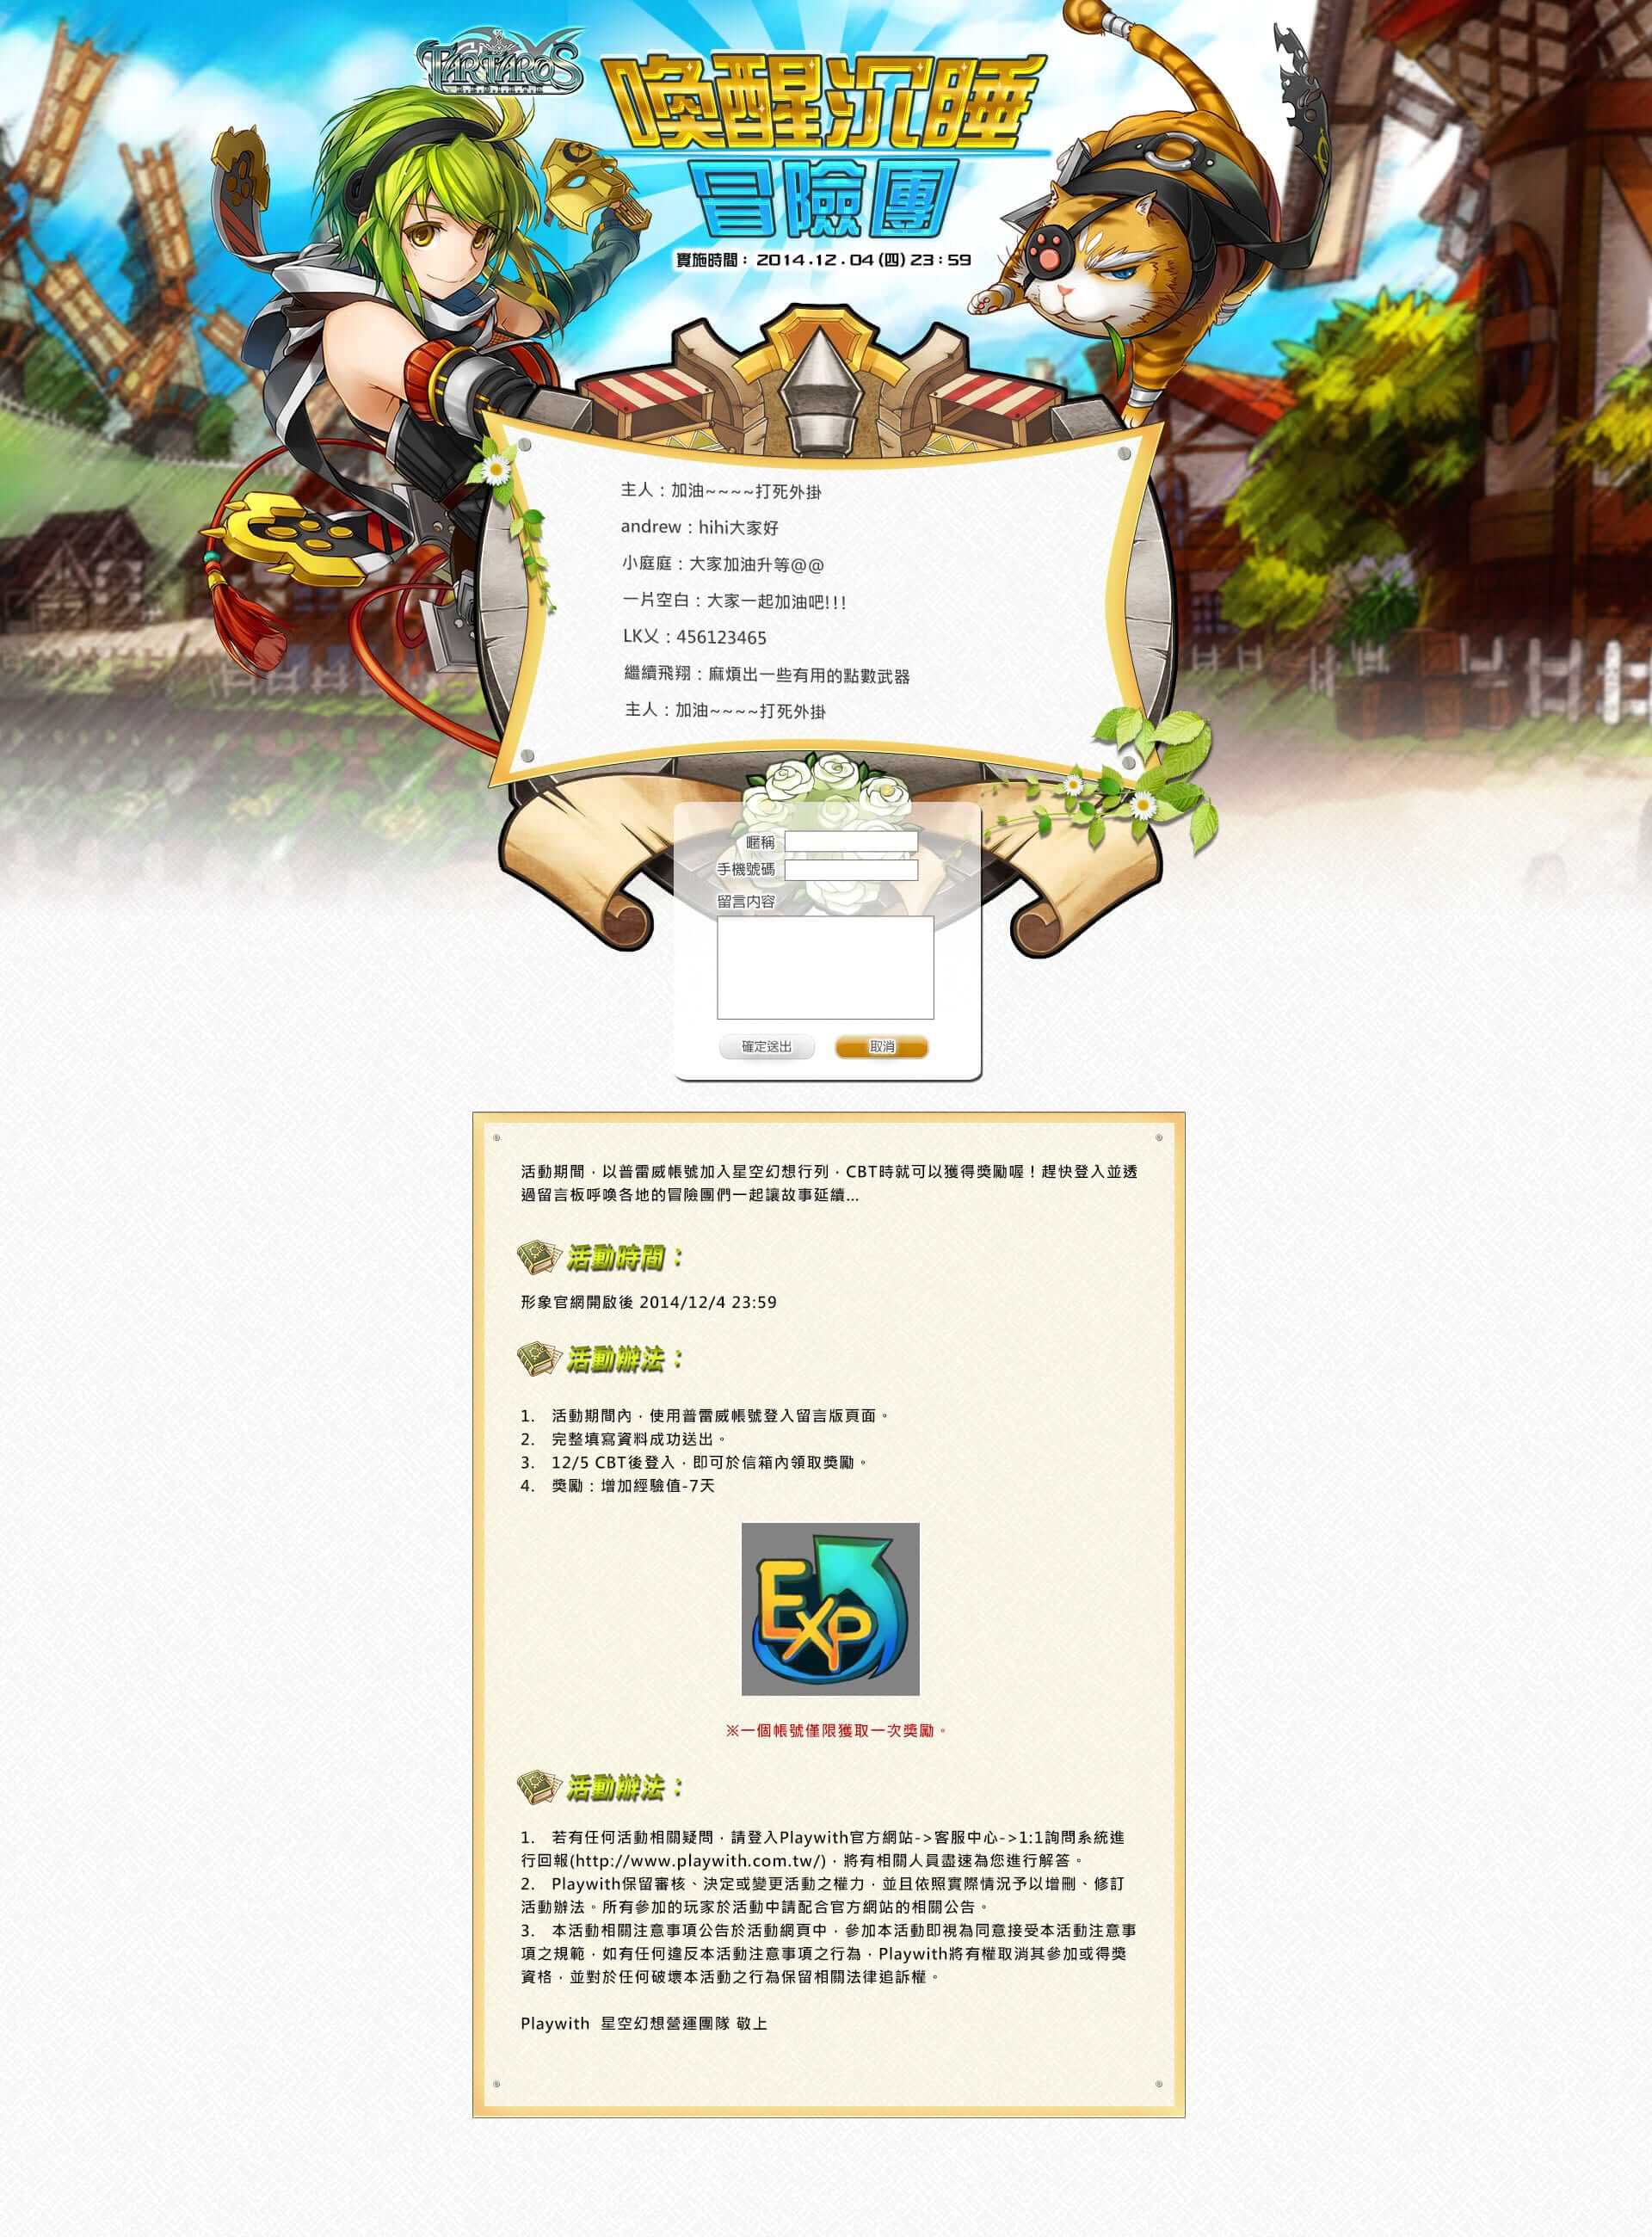 TARTAROS
喚醒沉睡
冒險團
實施時間：2014.12.04(四)23:59
主人：加油~~~~打死外掛
andrew：hihi大家好
小庭庭：大家加油升等@@
一片空白：大家一起加油吧!!!
LK乂：456123465
繼續飛翔：麻煩出一些有用的點數武器
主人：加油~~~~打死外掛
暱稱
手機號碼
留言內容
確定送出
取消
活動期間，以普雷威帳號加入星空幻想行列，CBT時就可以獲得獎勵喔！趕快登入並透
過留言板呼喚各地的冒險團們一起讓故事延續...
活動時間：
形象官網開啟後 2014/12/4 23:59
活動辦法：
1. 活動期間內，使用普雷威帳號登入留言版頁面。
2. 完整填寫資料成功送出。
3. 12/5 CBT後登入，即可於信箱內領取獎勵。
4. 獎勵：增加經驗值-7天
EXP
※一個帳號僅限獲取一次獎勵。
活動辦法：
1. 若有任何活動相關疑問，請登入Playwith官方網站->客服中心->1:1詢問系統進
行回報(http://www.playwith.com.tw/)，將有相關人員盡速為您進行解答。
2. Playwith保留審核、決定或變更活動之權力，並且依照實際情況予以增刪、修訂
活動辦法。所有參加的玩家於活動中請配合官方網站的相關公告。
3. 本活動相關注意事項公告於活動網頁中，參加本活動即視為同意接受本活動注意事
項之規範，如有任何違反本活動注意事項之行為，Playwith將有權取消其參加或得獎
資格，並對於任何破壞本活動之行為保留相關法律追訴權。
Playwith 星空幻想營運團隊 敬上